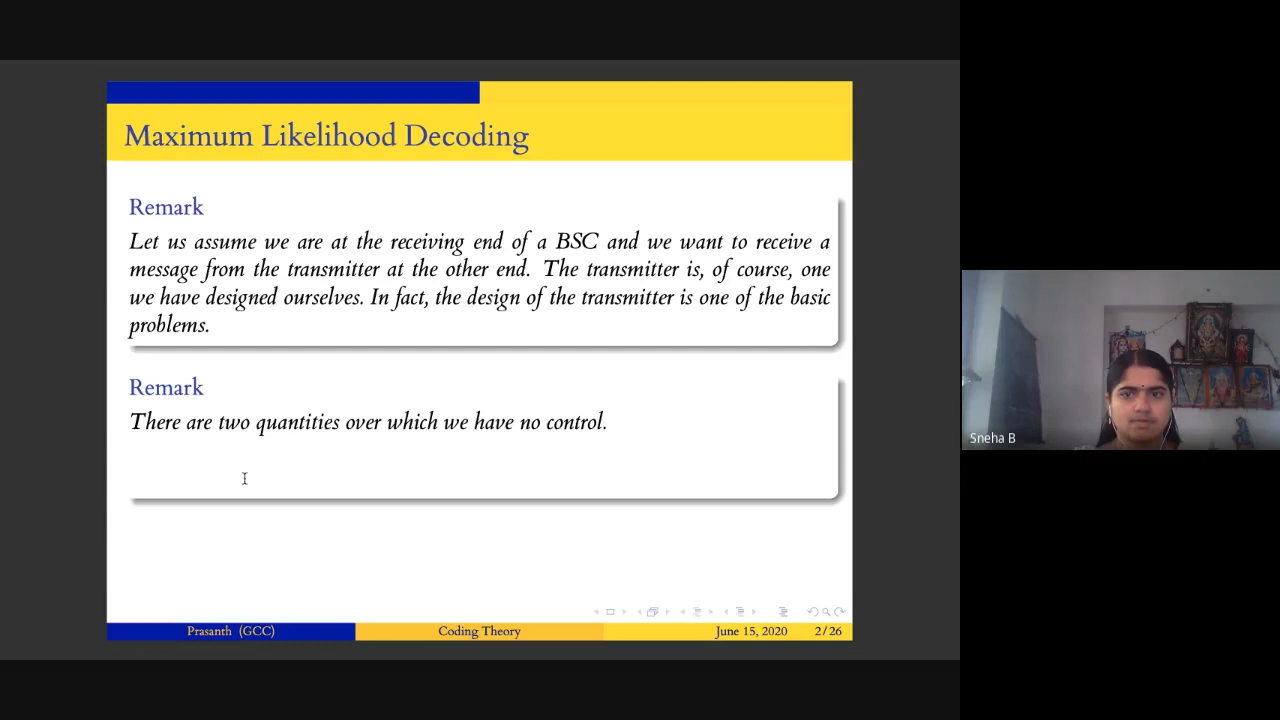 Maximum Likelihood Decoding
Remark
Let us assume we are at the receiving end of a BSC and we want to receive a
message from the transmitter at the other end. The transmitter is, of course, one
we have designed ourselves. In fact, the design of the transmitter is one of the basic
problems.
Remark
There are two quantities over which we have no control.
Prasanth (GCC)
Coding Theory
June 15, 2020
2/26
Sneha B